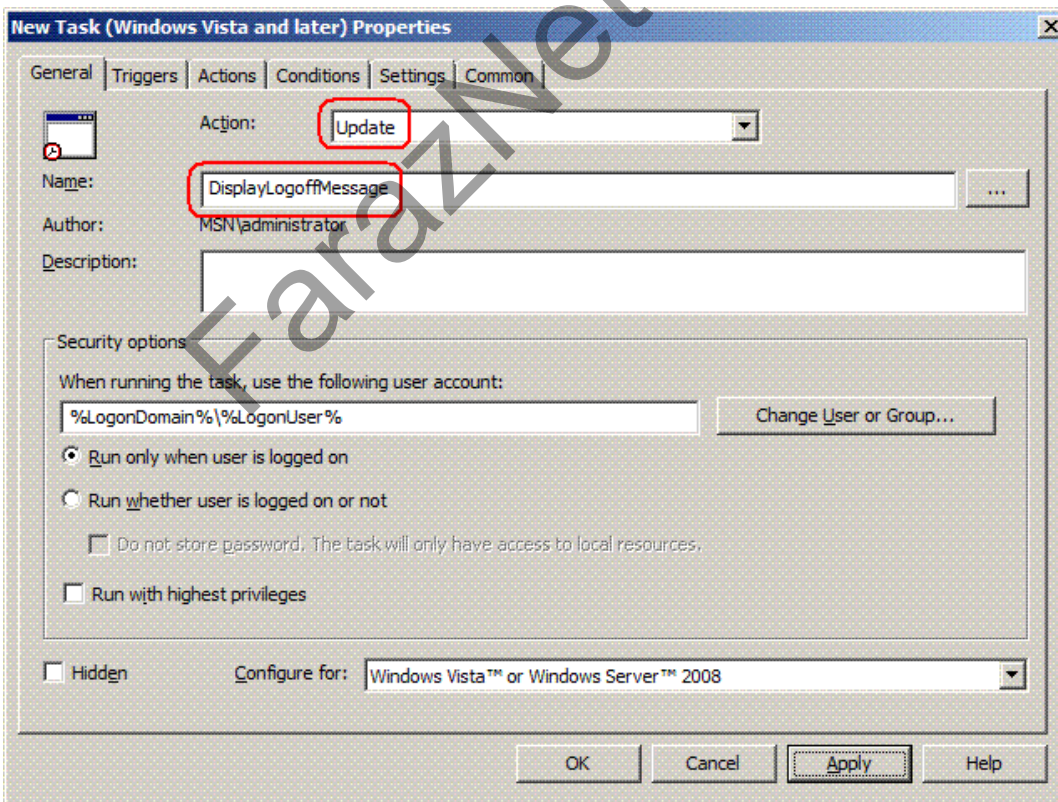 New Task (Windows Vista and later) Properties
General Triggers Actions Conditions Settings Common
Action: Update
Name: DisplayLogoffMessage ...
Author: MSN\administrator
Description:
Security options
When running the task, use the following user account:
%LogonDomain%\%LogonUser% Change User or Group...
Run only when user is logged on
Run whether user is logged on or not
Do not store password. The task will only have access to local resources.
Run with highest privileges
Hidden Configure for: Windows Vista™ or Windows Server™ 2008
OK Cancel Apply Help
FarazNet